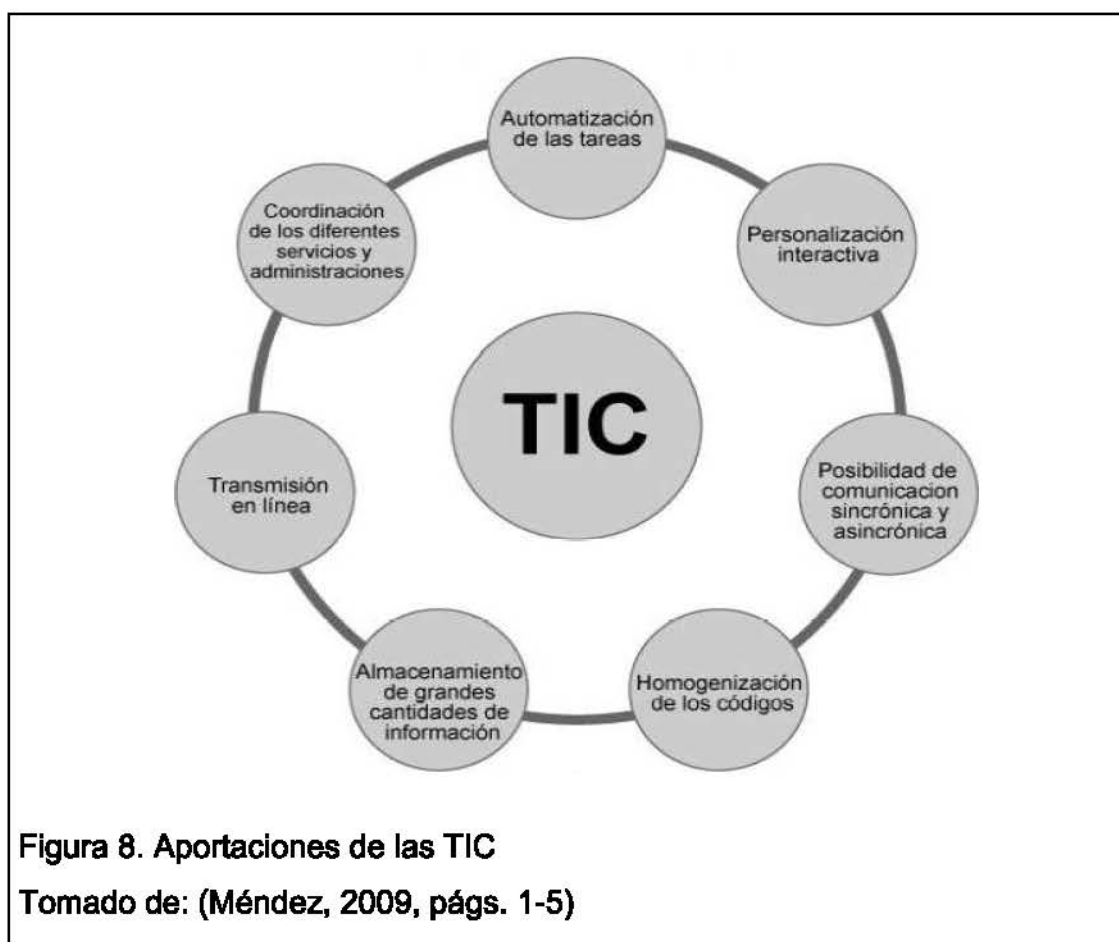 Automatización
de las tareas
Personalización
interactiva
Posibilidad de
comunicacion
sincrónica y
asincrónica
Homogenización
de los códigos
Almacenamiento
de grandes
cantidades de
información
Transmisión
en línea
Coordinación
de los diferentes
servicios y
administraciones
TIC
Figura 8. Aportaciones de las TIC
Tomado de: (Méndez, 2009, págs. 1-5)